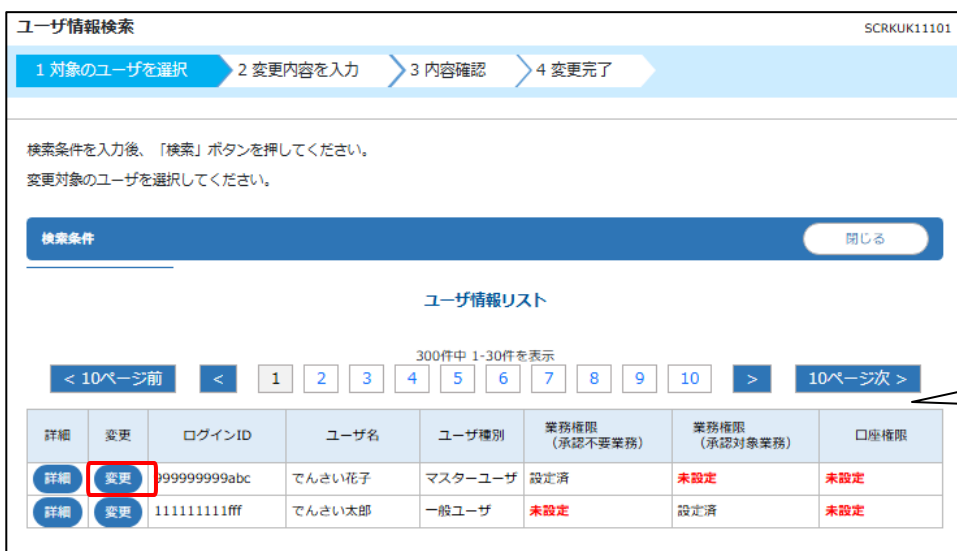 ユーザ情報検索 SCRKUK11101
1 対象のユーザを選択 2 変更内容を入力 3 内容確認 4 変更完了
検索条件を入力後、「検索」ボタンを押してください。
変更対象のユーザを選択してください。
検索条件 閉じる
ユーザ情報リスト
300件中 1-30件を表示
< 10ページ前 < 1 2 3 4 5 6 7 8 9 10 > 10ページ次 >
詳細 変更 ログインID ユーザ名 ユーザ種別 業務権限（承認不要業務） 業務権限（承認対象業務） 口座権限
詳細 変更 999999999abc でんさい花子 マスターユーザ 設定済 未設定 未設定
詳細 変更 111111111fff でんさい太郎 一般ユーザ 未設定 設定済 未設定